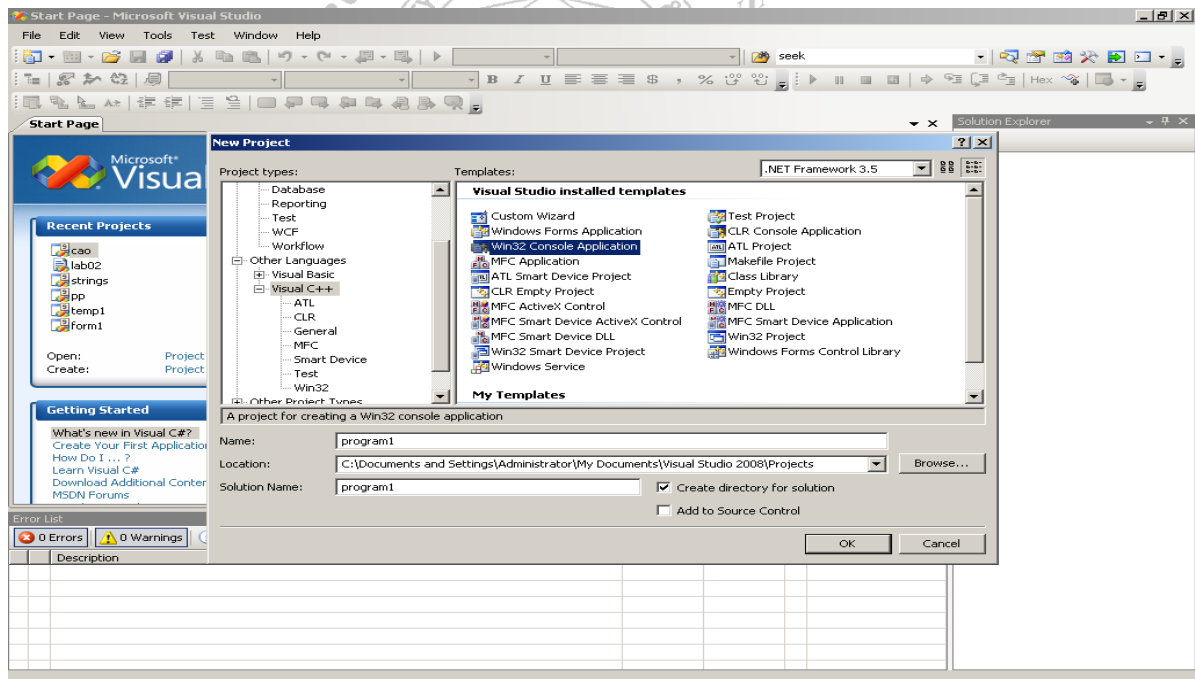 Start Page - Microsoft Visual Studio
File Edit View Tools Test Window Help
seek
B I U $ , % Hex
Start Page
Solution Explorer
Microsoft
Visua
Recent Projects
cao
lab02
strings
pp
temp1
form1
Open: Project
Create: Project
Getting Started
What's new in Visual C#?
Create Your First Application
How Do I ... ?
Learn Visual C#
Download Additional Conter
MSDN Forums
New Project
Project types:
Templates:
.NET Framework 3.5
Database
Reporting
Test
WCF
Workflow
Other Languages
Visual Basic
Visual C++
ATL
CLR
General
MFC
Smart Device
Test
Win32
Other Project Types
Visual Studio installed templates
Custom Wizard
Windows Forms Application
Win32 Console Application
MFC Application
ATL Smart Device Project
CLR Empty Project
MFC ActiveX Control
MFC Smart Device ActiveX Control
MFC Smart Device DLL
Win32 Smart Device Project
Windows Service
Test Project
CLR Console Application
ATL Project
Makefile Project
Class Library
Empty Project
MFC DLL
MFC Smart Device Application
Win32 Project
Windows Forms Control Library
My Templates
A project for creating a Win32 console application
Name: program1
Location: C:\Documents and Settings\Administrator\My Documents\Visual Studio 2008\Projects Browse...
Solution Name: program1
Create directory for solution
Add to Source Control
OK Cancel
Error List
0 Errors 0 Warnings
Description